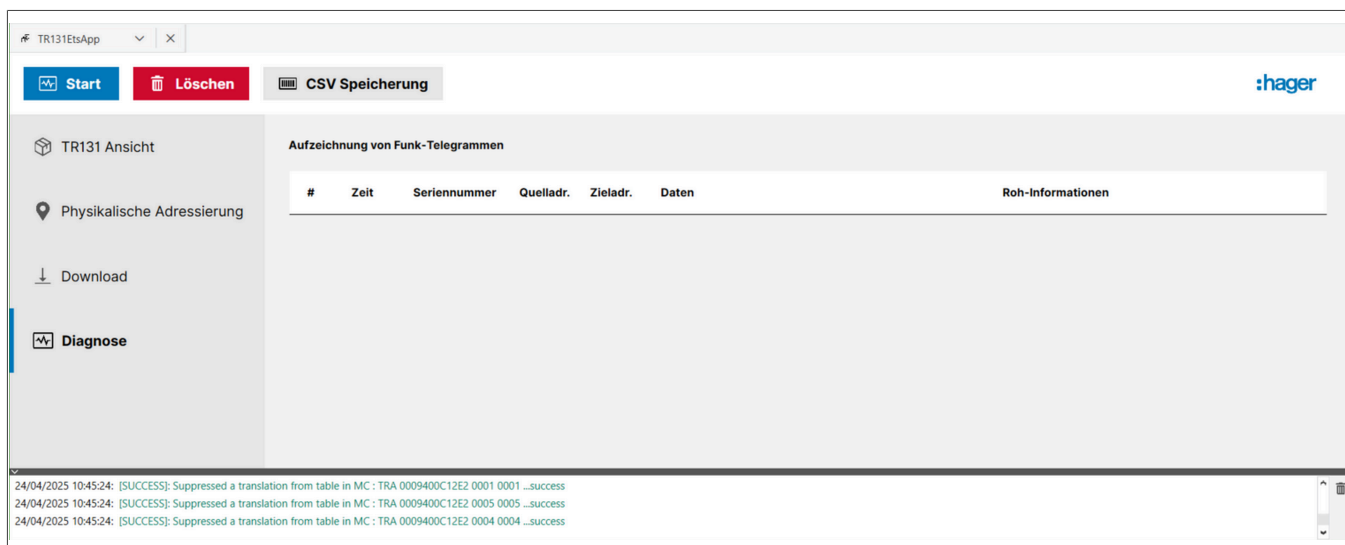 TR131EtsApp
Start Löschen CSV Speicherung :hager
TR131 Ansicht
Physikalische Adressierung
Download
Diagnose
Aufzeichnung von Funk-Telegrammen
# Zeit Seriennummer Quelladr. Zieladr. Daten Roh-Informationen
24/04/2025 10:45:24: [SUCCESS]: Suppressed a translation from table in MC : TRA 0009400C12E2 0001 0001 ...success
24/04/2025 10:45:24: [SUCCESS]: Suppressed a translation from table in MC : TRA 0009400C12E2 0005 0005 ...success
24/04/2025 10:45:24: [SUCCESS]: Suppressed a translation from table in MC : TRA 0009400C12E2 0004 0004 ...success